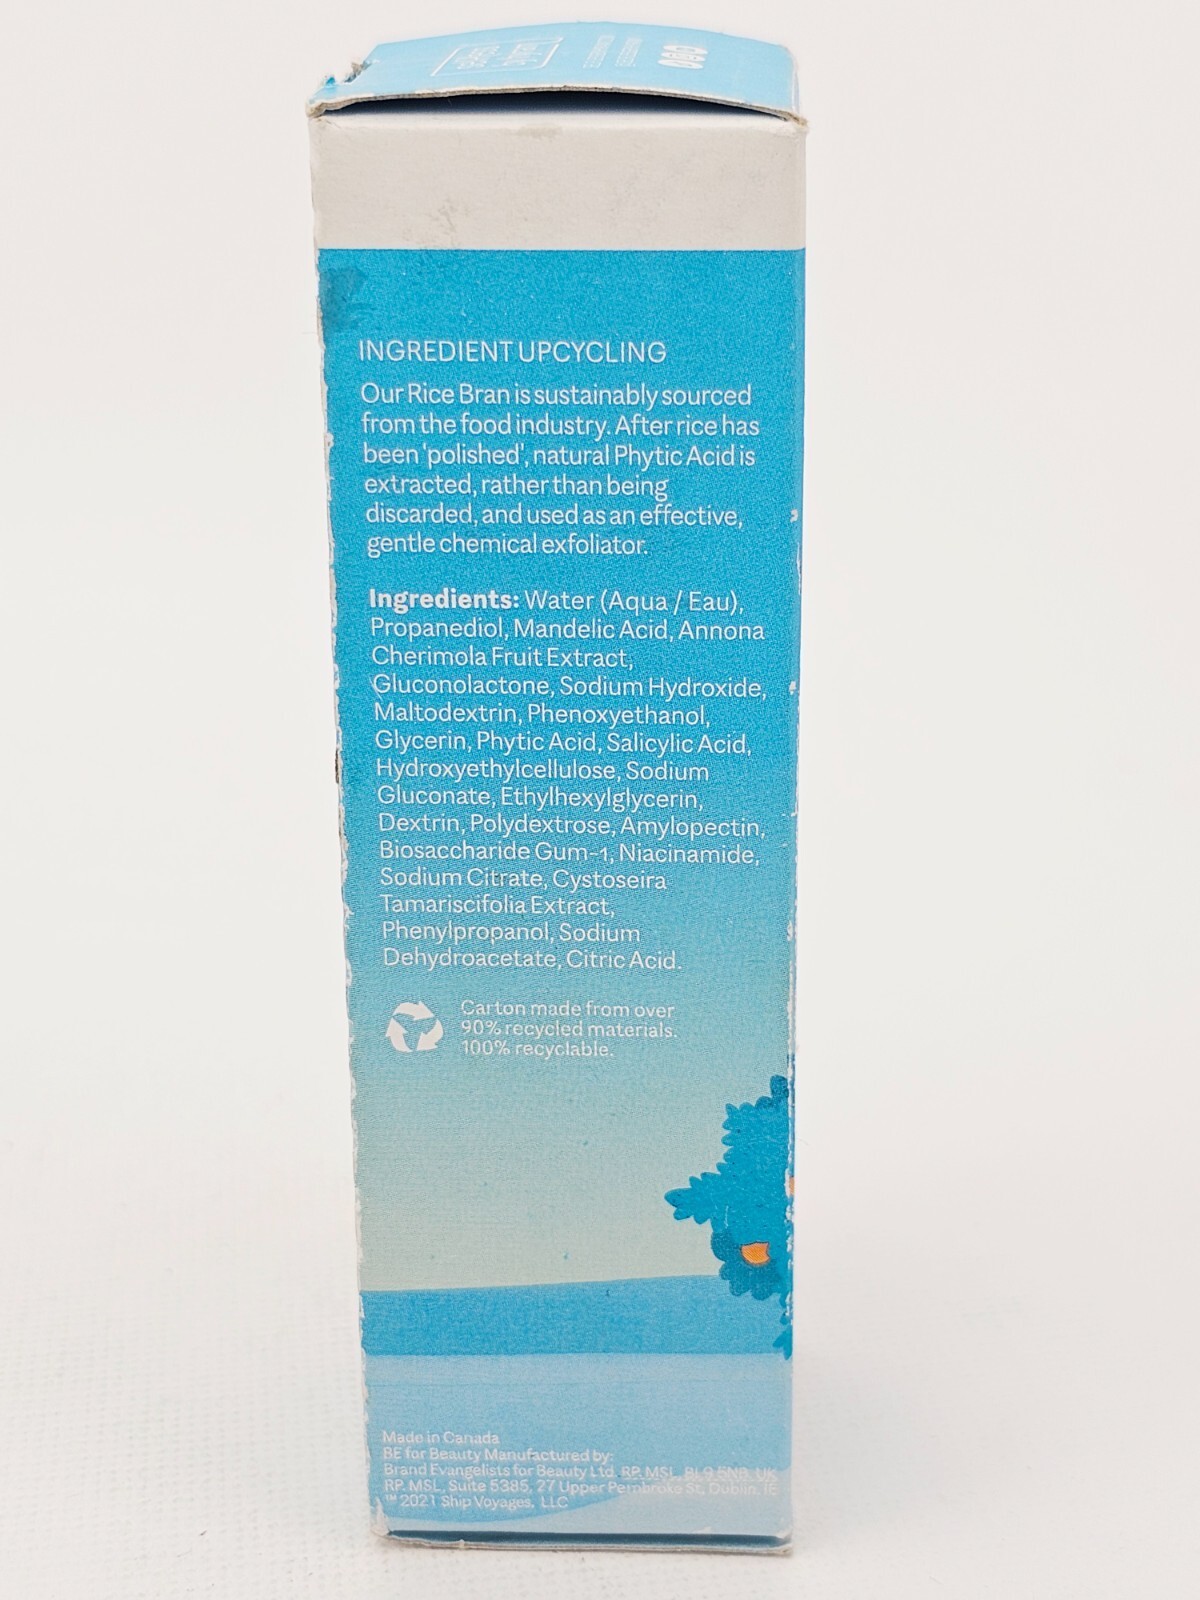 INGREDIENT UPCYCLING
Our Rice Bran is sustainably sourced
from the food industry. After rice has
been 'polished', natural Phytic Acid is
extracted, rather than being
discarded, and used as an effective,
gentle chemical exfoliator.
Ingredients: Water (Aqua / Eau),
Propanediol, Mandelic Acid, Annona
Cherimola Fruit Extract,
Gluconolactone, Sodium Hydroxide,
Maltodextrin, Phenoxyethanol,
Glycerin, Phytic Acid, Salicylic Acid,
Hydroxyethylcellulose, Sodium
Gluconate, Ethylhexylglycerin,
Dextrin, Polydextrose, Amylopectin,
Biosaccharide Gum-1, Niacinamide,
Sodium Citrate, Cystoseira
Tamariscifolia Extract,
Phenylpropanol, Sodium
Dehydroacetate, Citric Acid.
Carton made from over
90% recycled materials.
100% recyclable.
Made in Canada
BE for Beauty Manufactured by:
Brand Evangelists for Beauty Ltd. RP. MSL, BL9 5NB, UK
RP. MSL, Suite 5385, 27 Upper Pembroke St, Dublin, IE
™ 2021 Ship Voyages, LLC